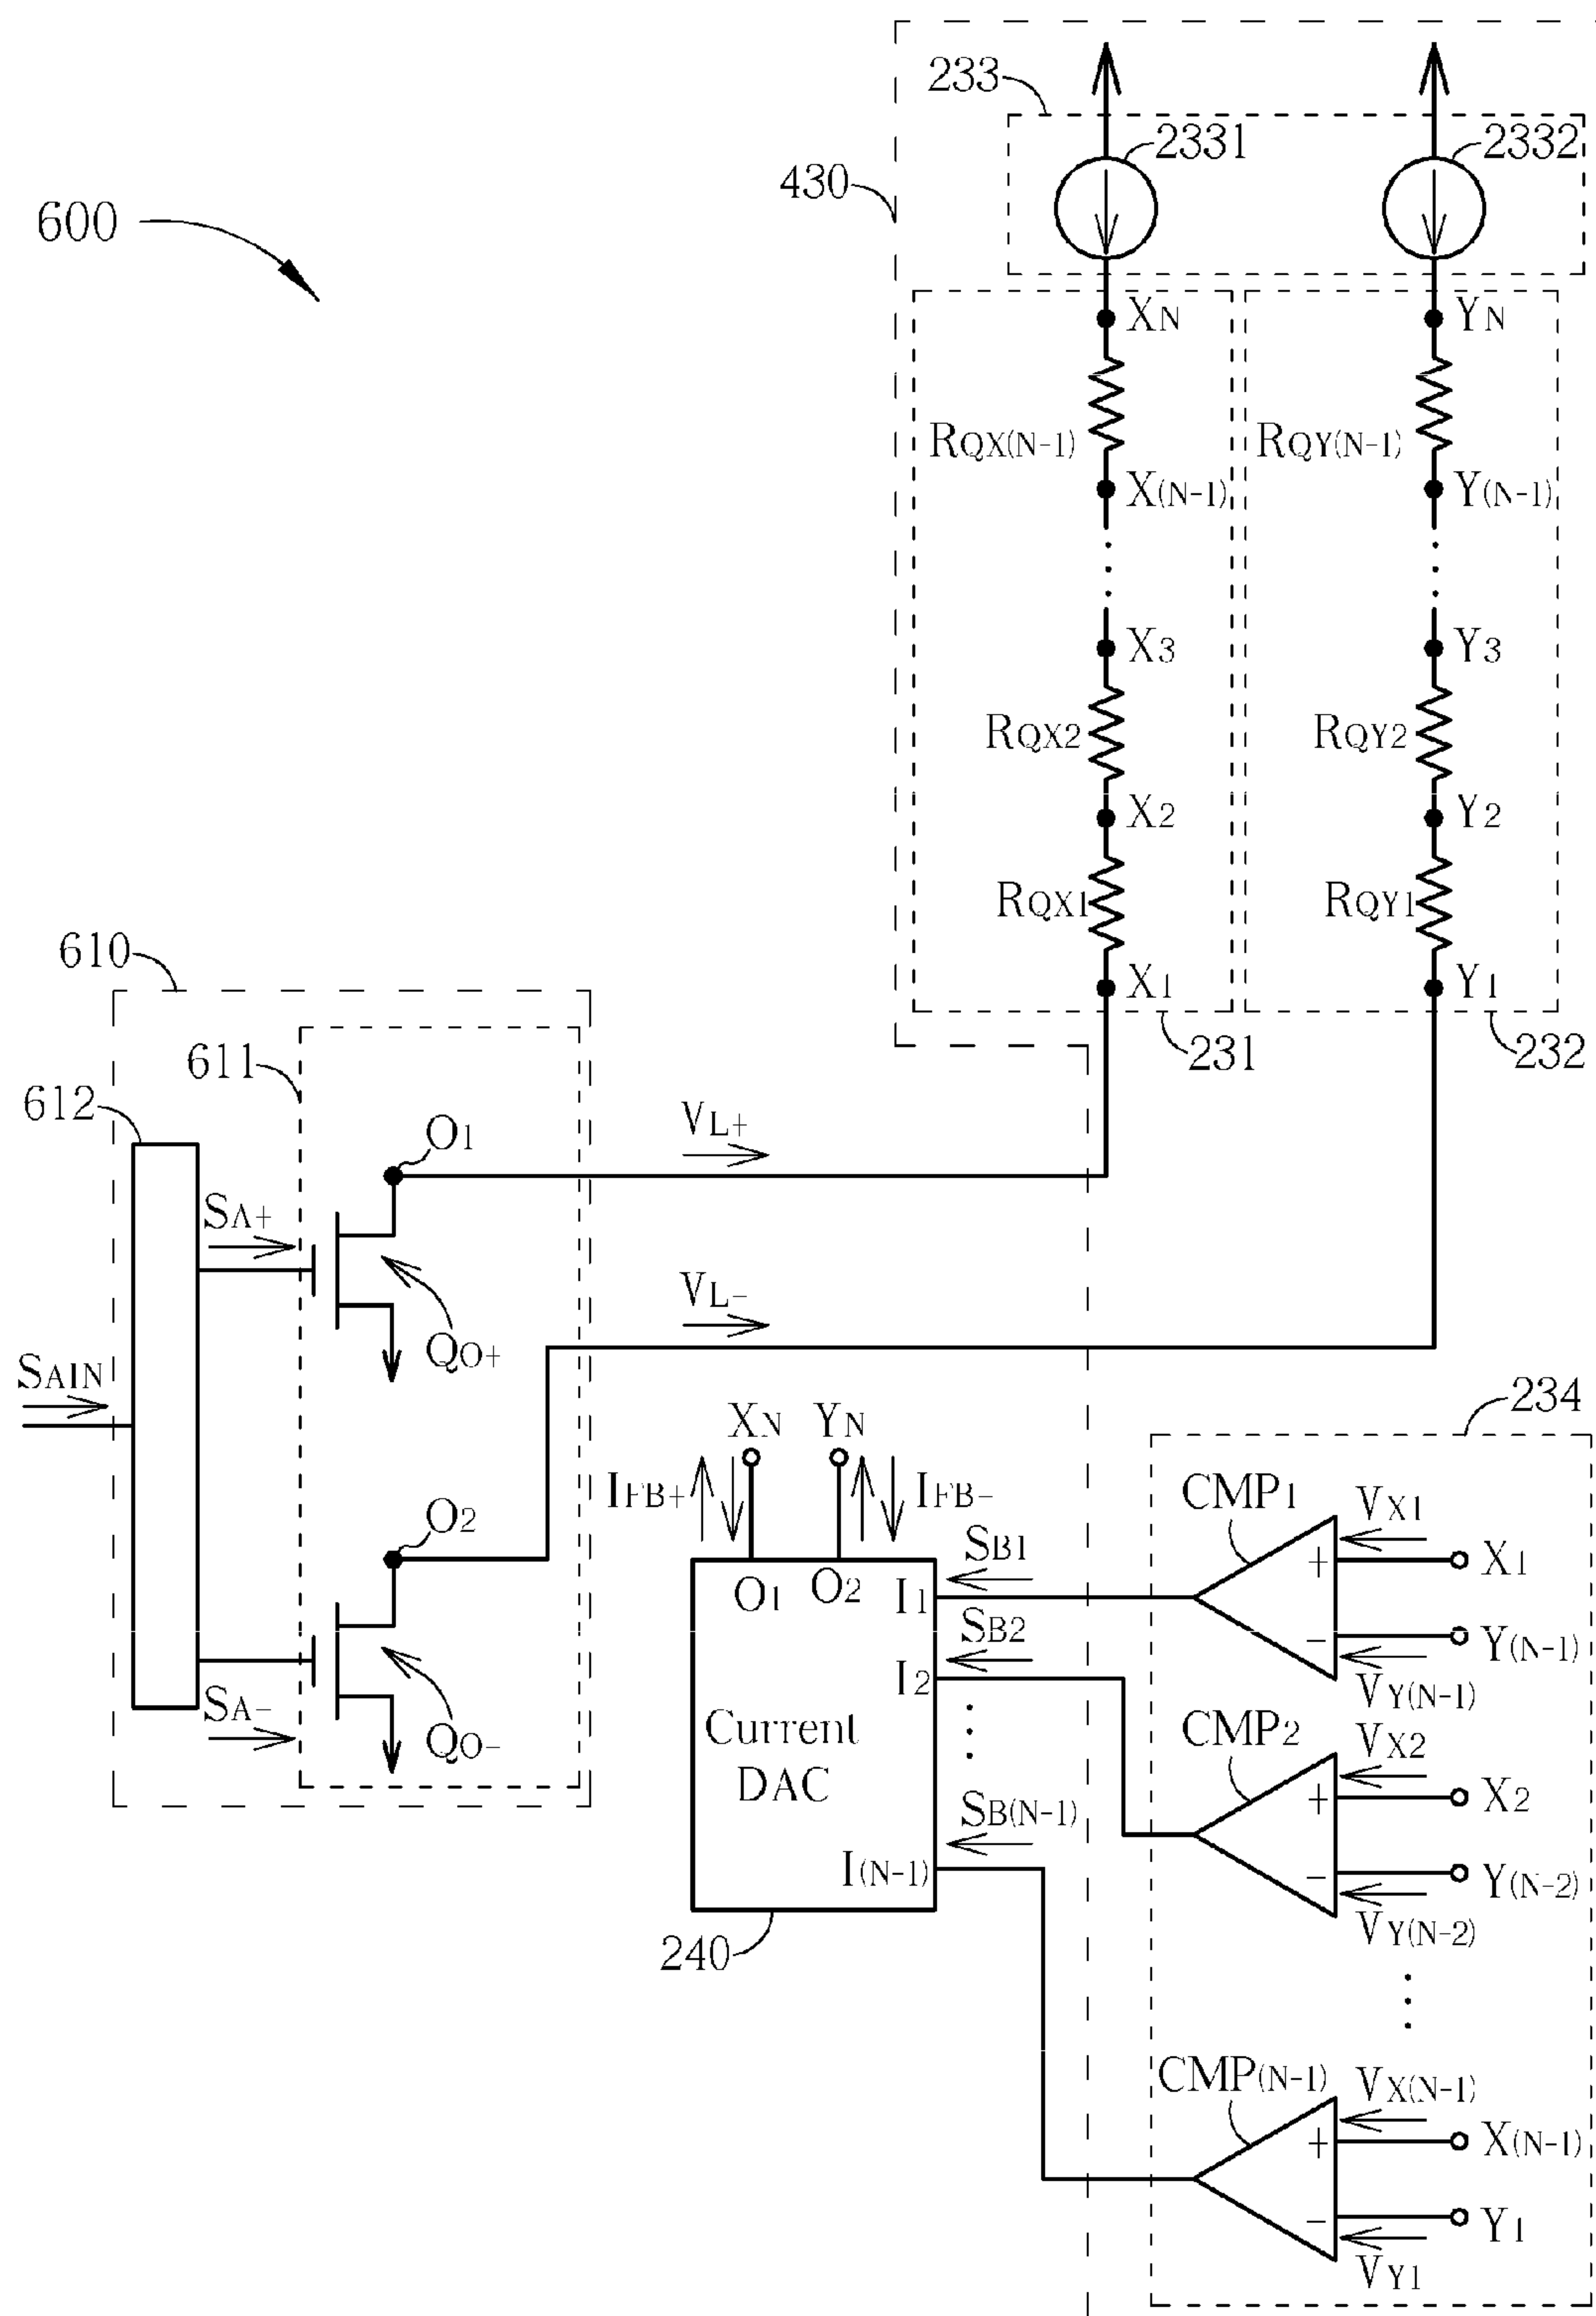 600
430
233
2331
2332
XN
YN
RQX(N-1)
RQY(N-1)
X(N-1)
Y(N-1)
X3
Y3
RQX2
RQY2
X2
Y2
RQX1
RQY1
X1
Y1
231
232
610
611
612
O1
VL+
SA+
QO+
VL-
SAIN
O2
SA-
QO-
XN
YN
IFB+
IFB-
O1
O2
I1
I2
I(N-1)
Current
DAC
240
SB1
SB2
SB(N-1)
234
CMP1
VX1
+
X1
-
Y(N-1)
VY(N-1)
CMP2
VX2
+
X2
-
Y(N-2)
VY(N-2)
CMP(N-1)
VX(N-1)
+
X(N-1)
-
Y1
VY1